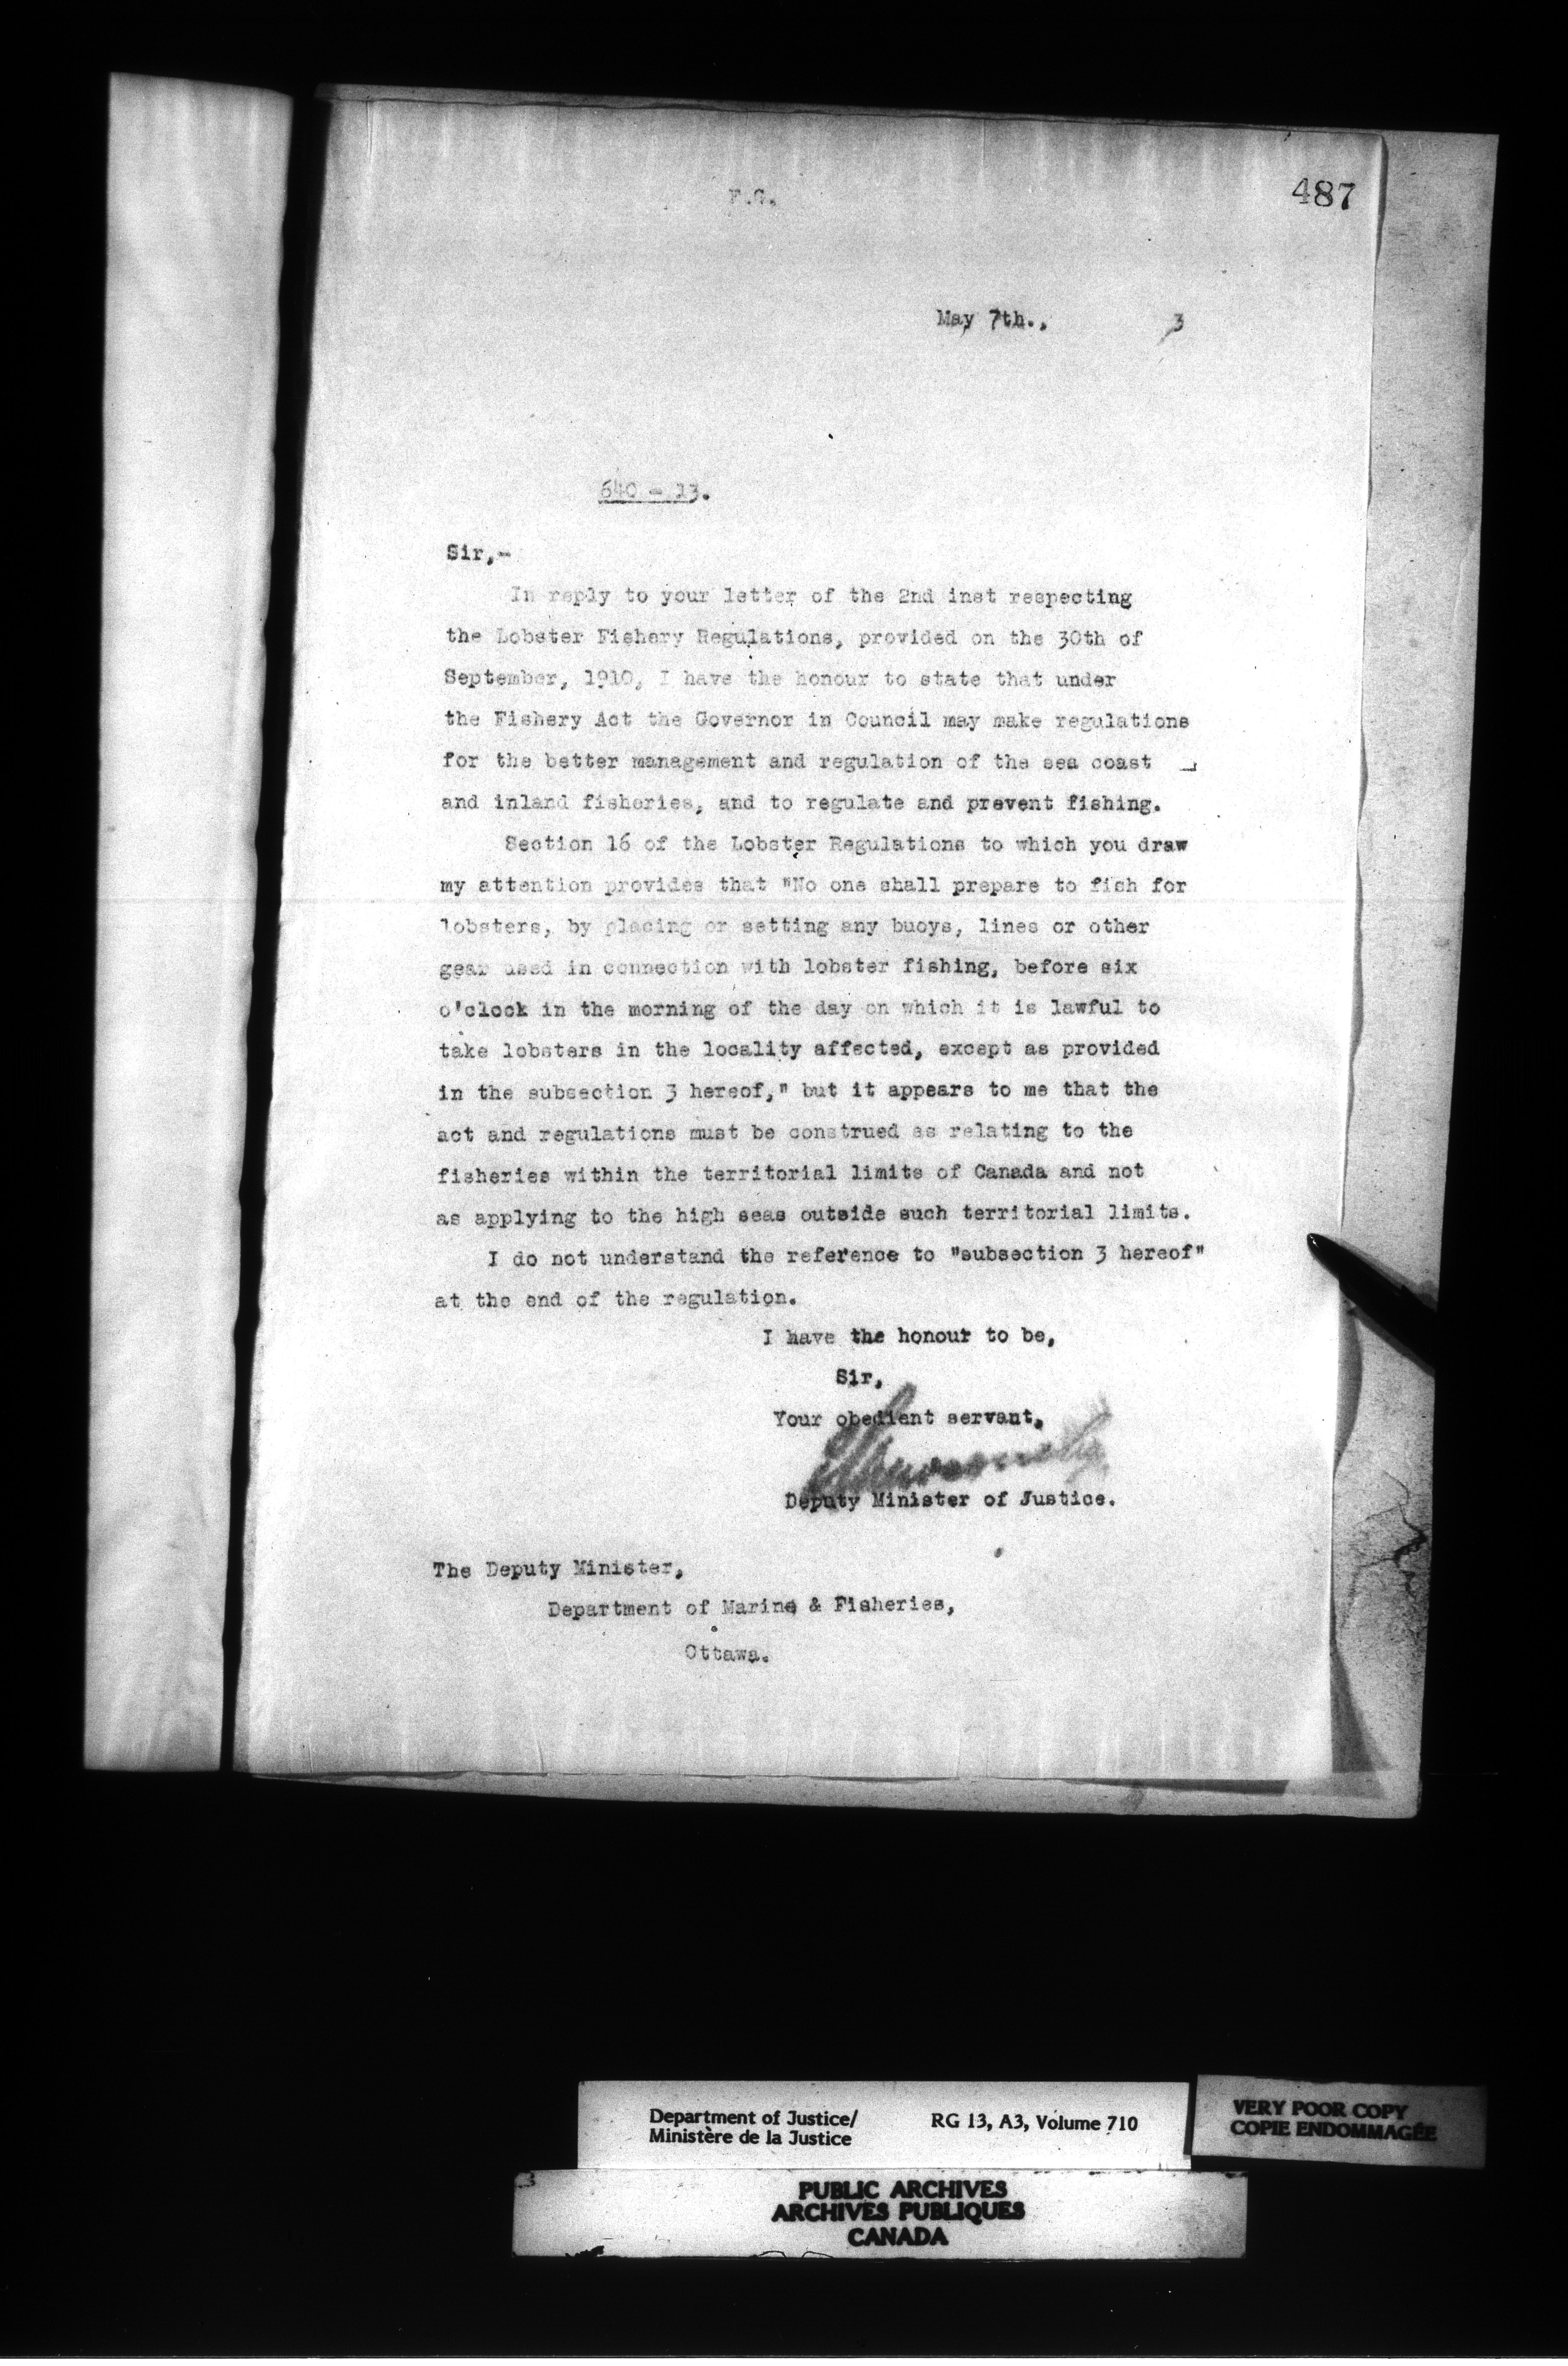 F.G.
487
May 7th., 3
640 - 13.
Sir,-
In reply to your letter of the 2nd inst respecting
the Lobster Fishery Regulations, provided on the 30th of
September, 1910, I have the honour to state that under
the Fishery Act the Governor in Council may make regulations
for the better management and regulation of the sea coast
and inland fisheries, and to regulate and prevent fishing.
Section 16 of the Lobster Regulations to which you draw
my attention provides that "No one shall prepare to fish for
lobsters, by placing or setting any buoys, lines or other
gear used in connection with lobster fishing, before six
o'clock in the morning of the day on which it is lawful to
take lobsters in the locality affected, except as provided
in the subsection 3 hereof," but it appears to me that the
act and regulations must be construed as relating to the
fisheries within the territorial limits of Canada and not
as applying to the high seas outside such territorial limits.
I do not understand the reference to "subsection 3 hereof"
at the end of the regulation.
I have the honour to be,
Sir,
Your obedient servant,
Deputy Minister of Justice.
The Deputy Minister,
Department of Marine & Fisheries,
Ottawa.
Department of Justice/ RG 13, A3, Volume 710
Ministère de la Justice
VERY POOR COPY
COPIE ENDOMMAGÉE
PUBLIC ARCHIVES
ARCHIVES PUBLIQUES
CANADA